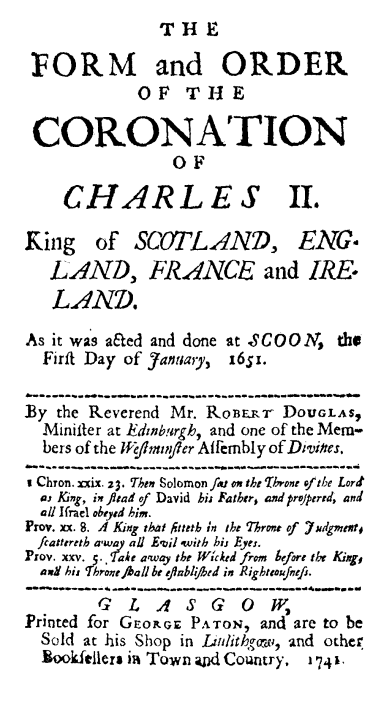 THE
FORM and ORDER
OF THE
CORONATION
OF
CHARLES II.
King of SCOTLAND, ENG-
LAND, FRANCE and IRE-
LAND.
As it was acted and done at SCOON, the
Firſt Day of January, 1651.
By the Reverend Mr. ROBERT DOUGLAS,
Miniſter at Edinburgh, and one of the Mem-
bers of the Weſtminſter Aſſembly of Divines.
1 Chron. xxix. 23. Then Solomon ſat on the Throne of the Lord
as King, in ſtead of David his Father, and proſpered, and
all Iſrael obeyed him.
Prov. xx. 8. A King that ſitteth in the Throne of Judgment,
ſcattereth away all Evil with his Eyes.
Prov. xxv. 5. Take away the Wicked from before the King,
and his Throne ſhall be eſtabliſhed in Righteouſneſs.
GLASGOW,
Printed for GEORGE PATON, and are to be
Sold at his Shop in Linlithgow, and other
Bookſellers in Town and Country. 1741.